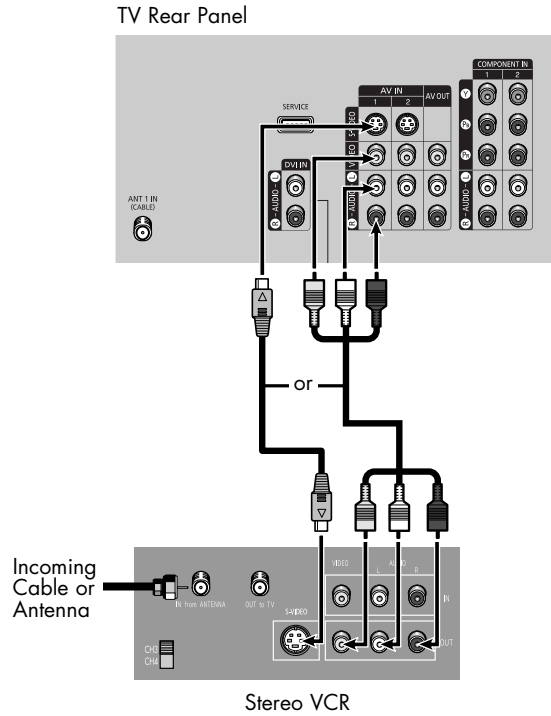 TV Rear Panel
COMPONENT IN
1 2
AV IN
AV OUT
1 2
SERVICE
S-VIDEO
Y
PB
VIDEO
PR
DVI IN
L
R - AUDIO - L
R - AUDIO - L
R - AUDIO -
ANT 1 IN
(CABLE)
or
Incoming
Cable or
Antenna
VIDEO
L
R
IN from ANTENNA
OUT to TV
IN
S-VIDEO
OUT
CH3
CH4
Stereo VCR